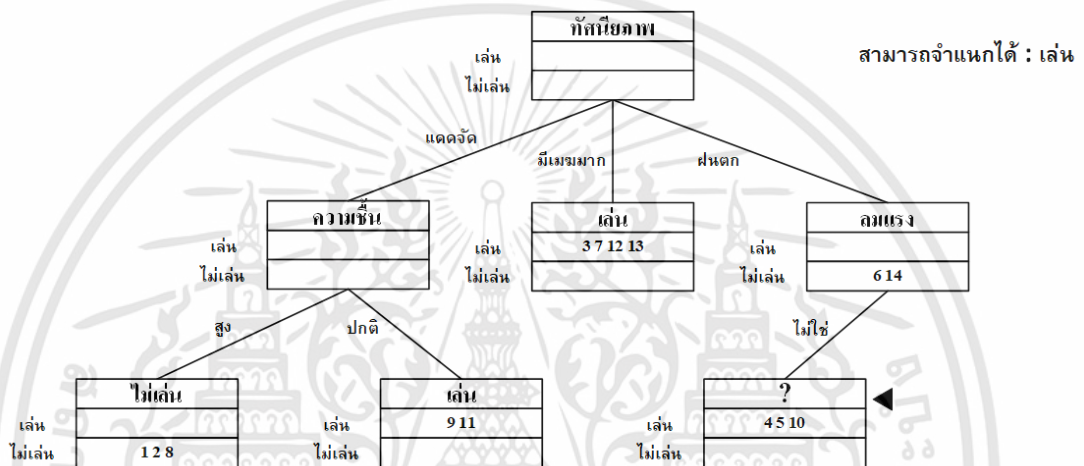 ทัศนียภาพ
เล่น
ไม่เล่น
สามารถจำแนกได้ : เล่น
แดดจัด
มีเมฆมาก
ฝนตก
ความชื้น
เล่น
ไม่เล่น
เล่น
เล่น 3 7 12 13
ไม่เล่น
ลมแรง
เล่น
ไม่เล่น 6 14
สูง
ปกติ
ไม่ใช่
ไม่เล่น
เล่น
ไม่เล่น 1 2 8
เล่น
เล่น 9 11
ไม่เล่น
?
เล่น 4 5 10
ไม่เล่น